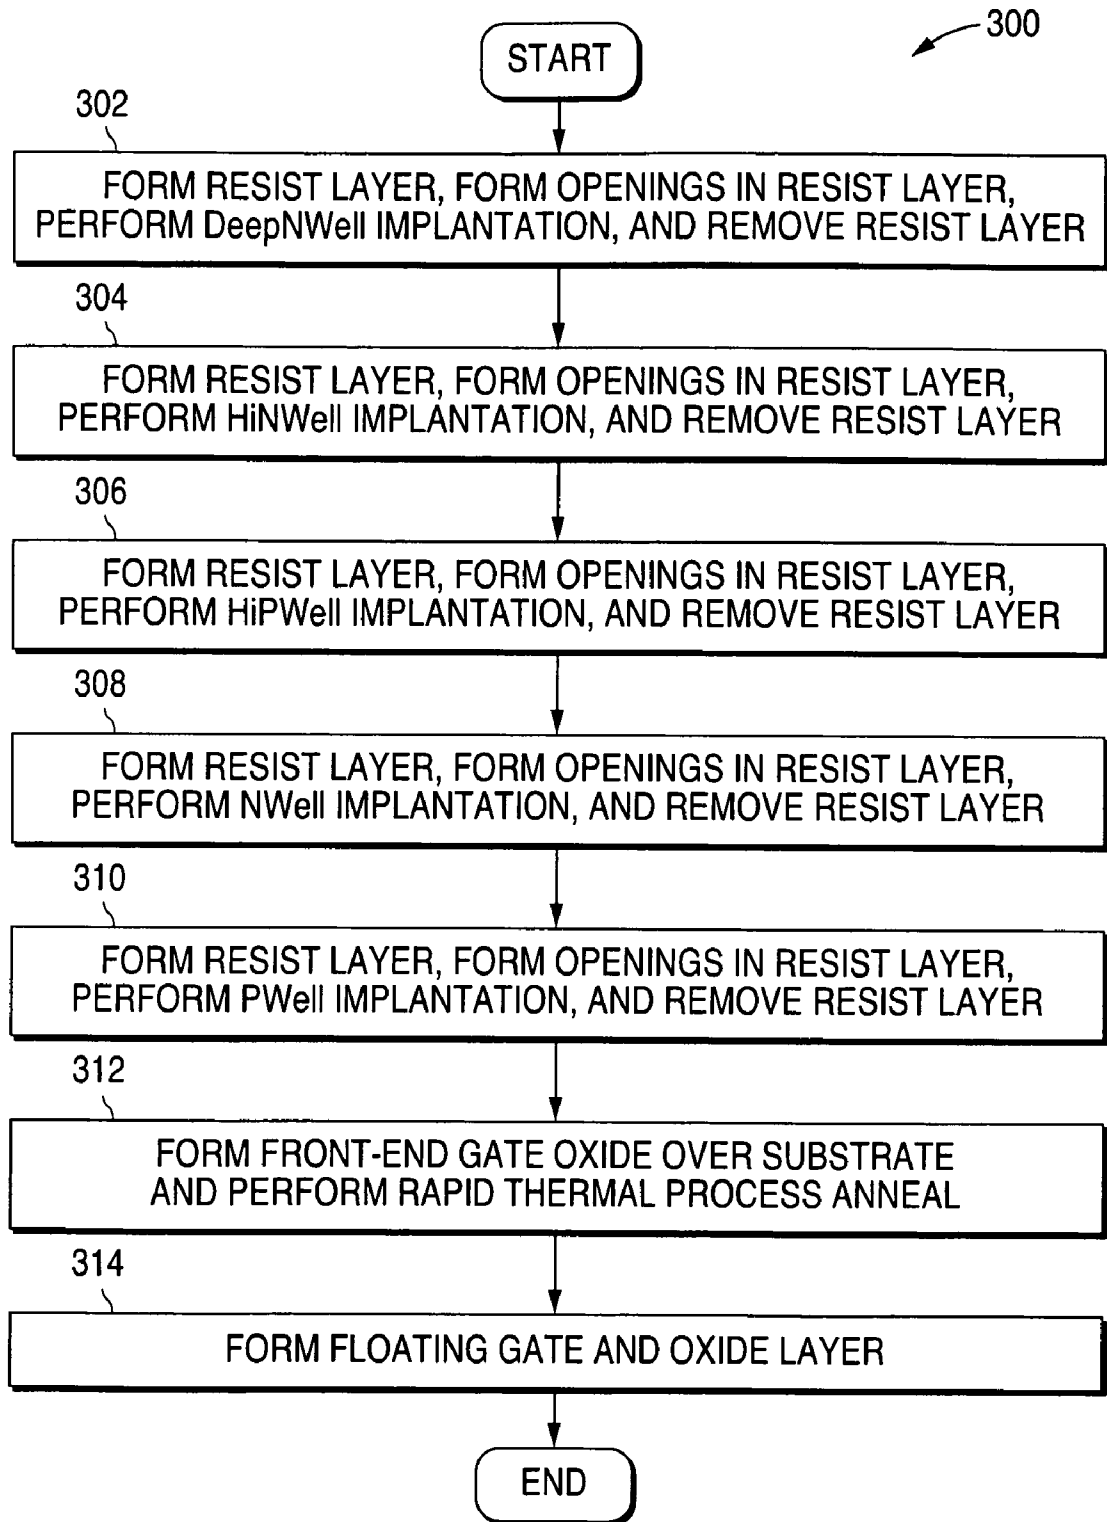 300
START
302
FORM RESIST LAYER, FORM OPENINGS IN RESIST LAYER,
PERFORM DeepNWell IMPLANTATION, AND REMOVE RESIST LAYER
304
FORM RESIST LAYER, FORM OPENINGS IN RESIST LAYER,
PERFORM HiNWell IMPLANTATION, AND REMOVE RESIST LAYER
306
FORM RESIST LAYER, FORM OPENINGS IN RESIST LAYER,
PERFORM HiPWell IMPLANTATION, AND REMOVE RESIST LAYER
308
FORM RESIST LAYER, FORM OPENINGS IN RESIST LAYER,
PERFORM NWell IMPLANTATION, AND REMOVE RESIST LAYER
310
FORM RESIST LAYER, FORM OPENINGS IN RESIST LAYER,
PERFORM PWell IMPLANTATION, AND REMOVE RESIST LAYER
312
FORM FRONT-END GATE OXIDE OVER SUBSTRATE
AND PERFORM RAPID THERMAL PROCESS ANNEAL
314
FORM FLOATING GATE AND OXIDE LAYER
END